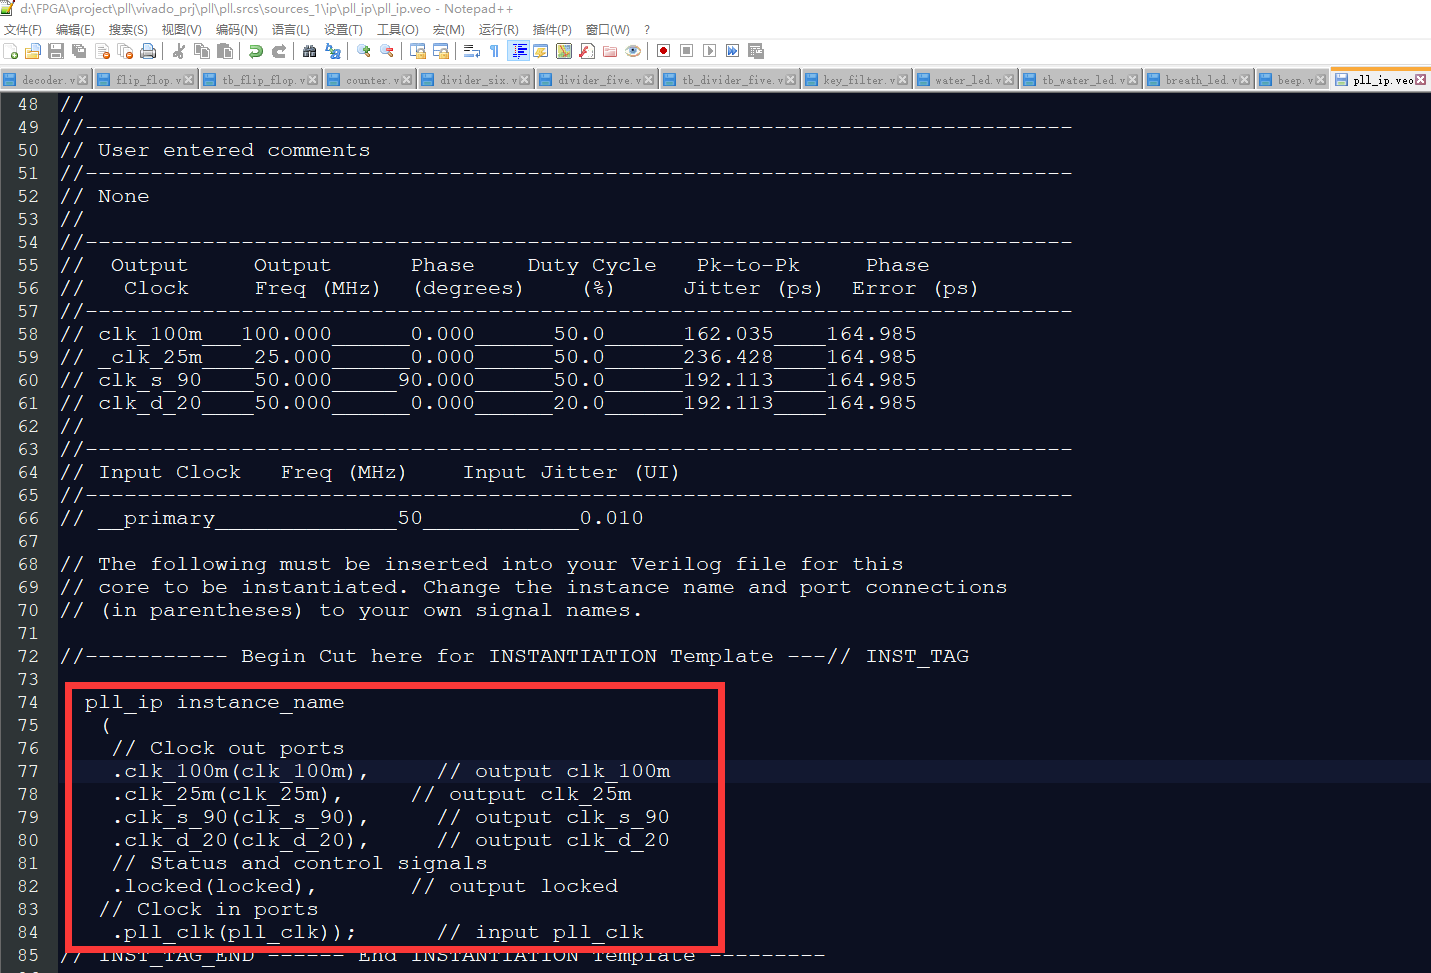 d:\FPGA\project\pll\vivado_prj\pll\pll.srcs\sources_1\ip\pll_ip\pll_ip.veo - Notepad++
文件(F) 编辑(E) 搜索(S) 视图(V) 编码(N) 语言(L) 设置(T) 工具(O) 宏(M) 运行(R) 插件(P) 窗口(W) ?
decoder.v flip_flop.v tb_flip_flop.v counter.v divider_six.v divider_five.v tb_divider_five.v key_filter.v water_led.v tb_water_led.v breath_led.v beep.v pll_ip.veo
48 //
49 //----------------------------------------------------------------------------
50 // User entered comments
51 //----------------------------------------------------------------------------
52 // None
53 //
54 //----------------------------------------------------------------------------
55 //  Output     Output      Phase    Duty Cycle   Pk-to-Pk     Phase
56 //   Clock     Freq (MHz)  (degrees)    (%)     Jitter (ps)  Error (ps)
57 //----------------------------------------------------------------------------
58 // clk_100m___100.000______0.000______50.0______162.035____164.985
59 // _clk_25m____25.000______0.000______50.0______236.428____164.985
60 // clk_s_90____50.000_____90.000______50.0______192.113____164.985
61 // clk_d_20____50.000______0.000______20.0______192.113____164.985
62 //
63 //----------------------------------------------------------------------------
64 // Input Clock   Freq (MHz)    Input Jitter (UI)
65 //----------------------------------------------------------------------------
66 // __primary______________50____________0.010
67
68 // The following must be inserted into your Verilog file for this
69 // core to be instantiated. Change the instance name and port connections
70 // (in parentheses) to your own signal names.
71
72 //----------- Begin Cut here for INSTANTIATION Template ---// INST_TAG
73
74   pll_ip instance_name
75    (
76     // Clock out ports
77     .clk_100m(clk_100m),     // output clk_100m
78     .clk_25m(clk_25m),     // output clk_25m
79     .clk_s_90(clk_s_90),     // output clk_s_90
80     .clk_d_20(clk_d_20),     // output clk_d_20
81     // Status and control signals
82     .locked(locked),       // output locked
83    // Clock in ports
84     .pll_clk(pll_clk));      // input pll_clk
85 // INST_TAG_END ------ End INSTANTIATION Template ---------